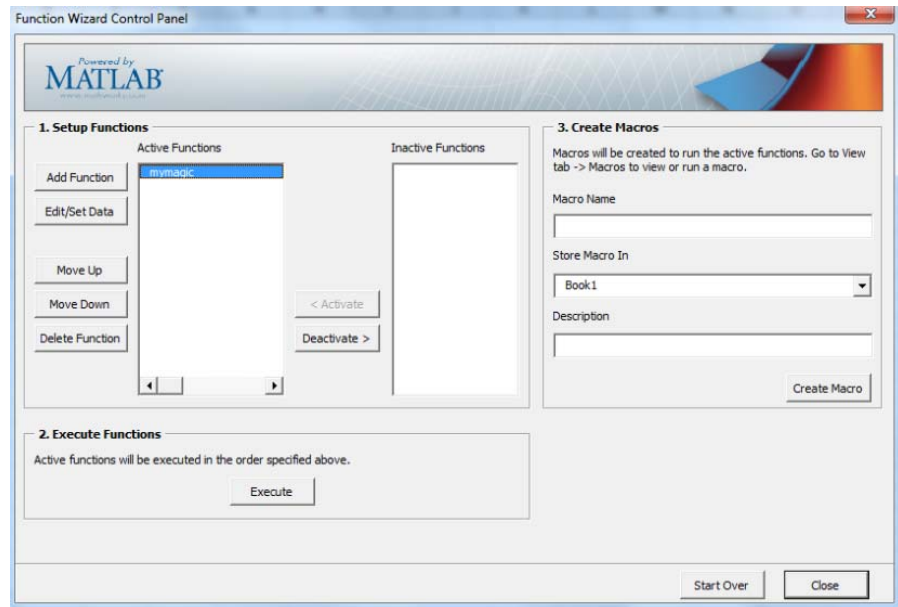 Function Wizard Control Panel
Powered by
MATLAB®
1. Setup Functions
Active Functions
Inactive Functions
Add Function
mymagic
Edit/Set Data
Move Up
Move Down
< Activate
Delete Function
Deactivate >
3. Create Macros
Macros will be created to run the active functions. Go to View
tab -> Macros to view or run a macro.
Macro Name
Store Macro In
Book1
Description
Create Macro
2. Execute Functions
Active functions will be executed in the order specified above.
Execute
Start Over
Close